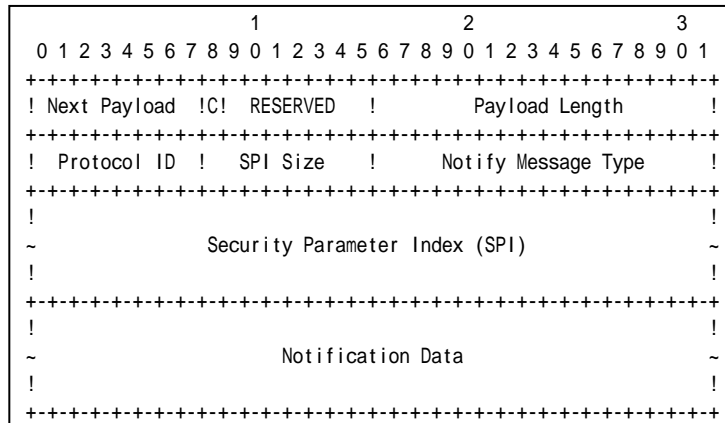 1                   2                   3
 0 1 2 3 4 5 6 7 8 9 0 1 2 3 4 5 6 7 8 9 0 1 2 3 4 5 6 7 8 9 0 1
+-+-+-+-+-+-+-+-+-+-+-+-+-+-+-+-+-+-+-+-+-+-+-+-+-+-+-+-+-+-+-+-+
! Next Payload  !C!  RESERVED   !         Payload Length        !
+-+-+-+-+-+-+-+-+-+-+-+-+-+-+-+-+-+-+-+-+-+-+-+-+-+-+-+-+-+-+-+-+
!  Protocol ID  !   SPI Size    !      Notify Message Type      !
+-+-+-+-+-+-+-+-+-+-+-+-+-+-+-+-+-+-+-+-+-+-+-+-+-+-+-+-+-+-+-+-+
!                                                               !
~                Security Parameter Index (SPI)                 ~
!                                                               !
+-+-+-+-+-+-+-+-+-+-+-+-+-+-+-+-+-+-+-+-+-+-+-+-+-+-+-+-+-+-+-+-+
!                                                               !
~                       Notification Data                       ~
!                                                               !
+-+-+-+-+-+-+-+-+-+-+-+-+-+-+-+-+-+-+-+-+-+-+-+-+-+-+-+-+-+-+-+-+